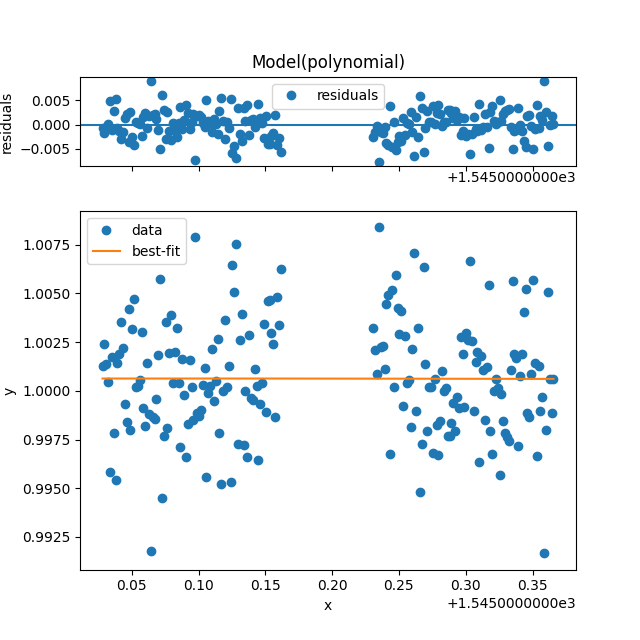 Model(polynomial)
residuals
0.005
0.000
−0.005
residuals
+1.5450000000e3
1.0075
1.0050
1.0025
1.0000
0.9975
0.9950
0.9925
y
data
best-fit
0.05 0.10 0.15 0.20 0.25 0.30 0.35
x
+1.5450000000e3